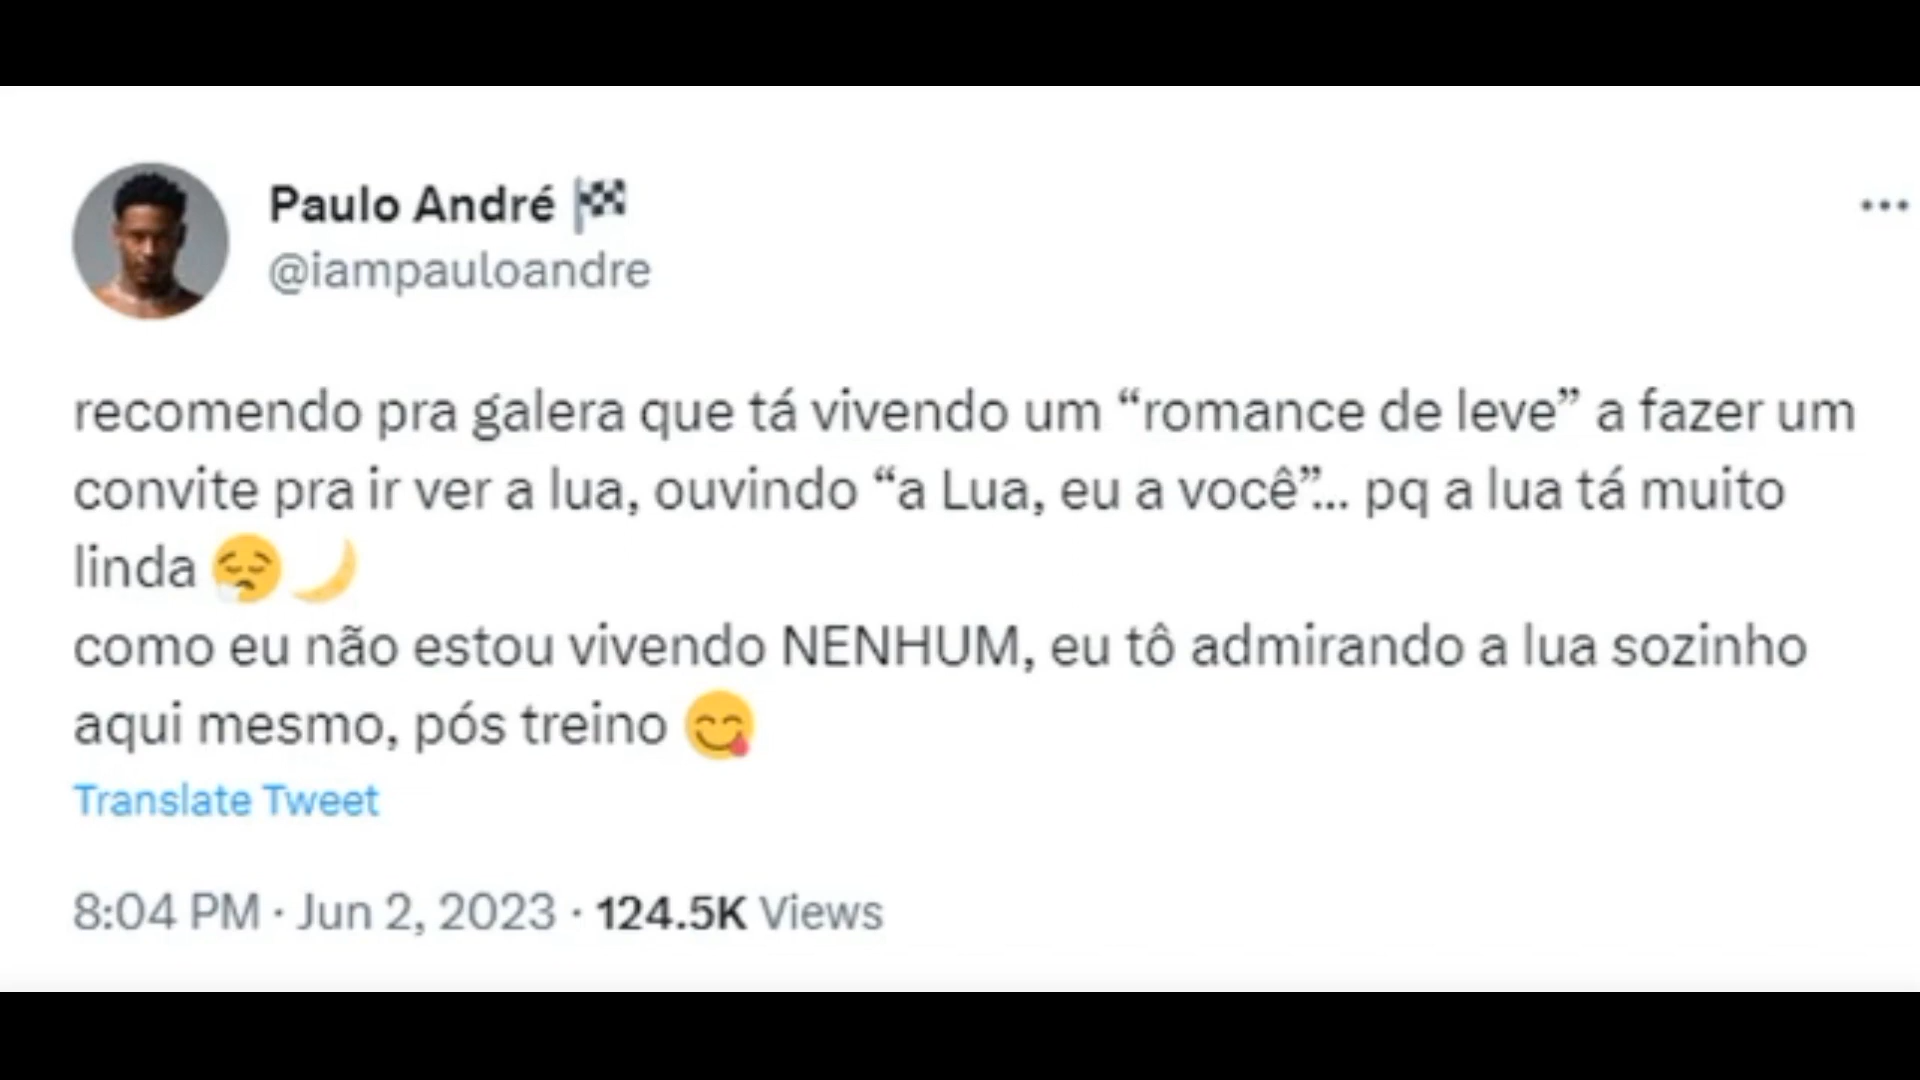 Paulo André 🏁
@iampauloandre
recomendo pra galera que tá vivendo um “romance de leve” a fazer um
convite pra ir ver a lua, ouvindo “a Lua, eu a você”... pq a lua tá muito
linda 😮‍💨🌙
como eu não estou vivendo NENHUM, eu tô admirando a lua sozinho
aqui mesmo, pós treino 😋
Translate Tweet
8:04 PM · Jun 2, 2023 · 124.5K Views